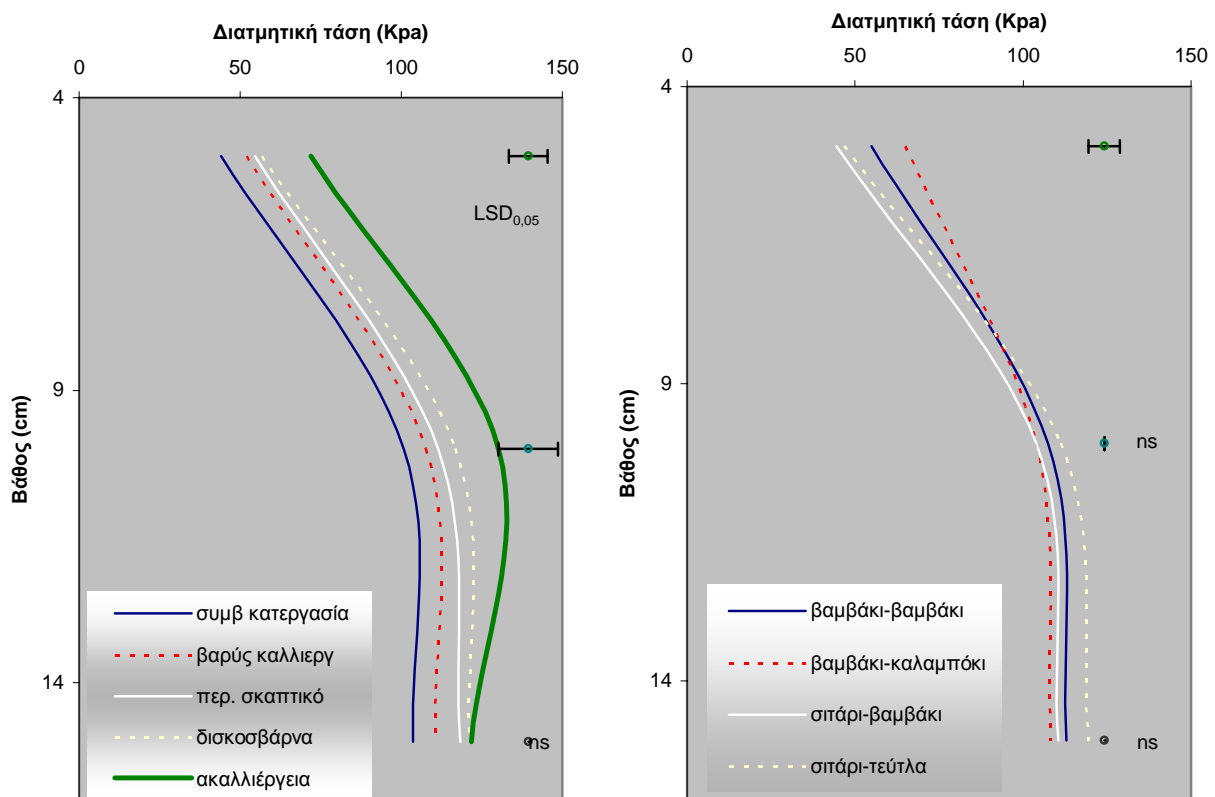 Διατμητική τάση (Kpa)
0 50 100 150
4
9
14
Βάθος (cm)
LSD0,05
ns
συμβ κατεργασία
βαρύς καλλιεργ
περ. σκαπτικό
δισκοσβάρνα
ακαλλιέργεια
Διατμητική τάση (Kpa)
0 50 100 150
4
9
14
Βάθος (cm)
ns
ns
βαμβάκι-βαμβάκι
βαμβάκι-καλαμπόκι
σιτάρι-βαμβάκι
σιτάρι-τεύτλα